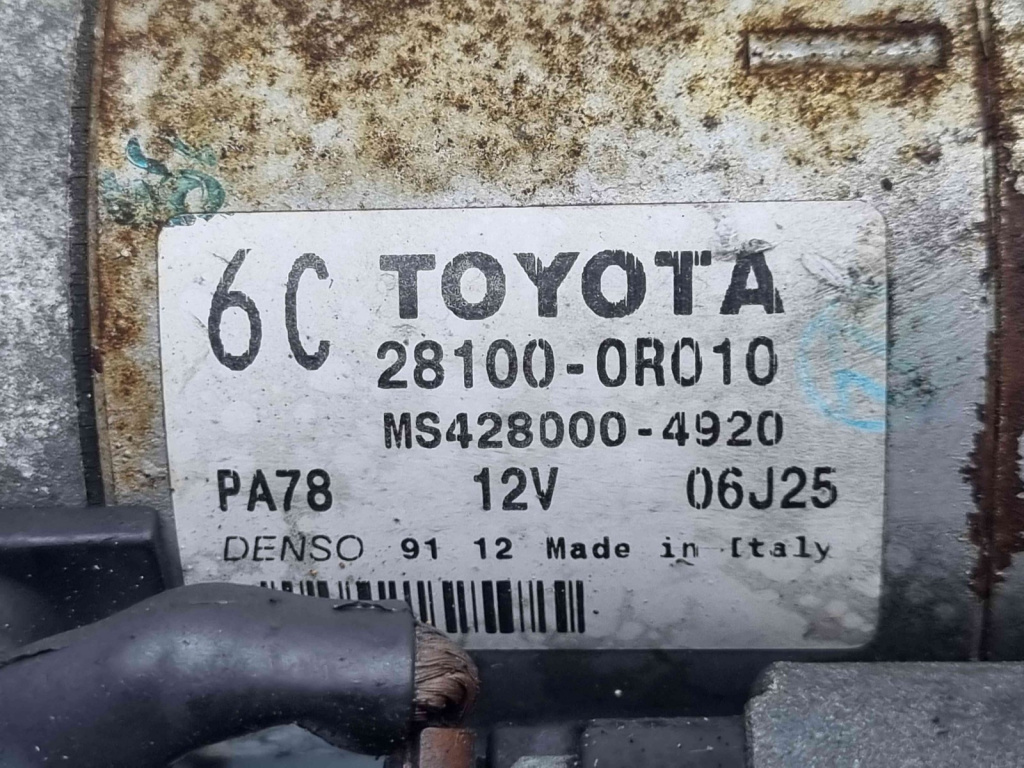 6C TOYOTA
28100-0R010
MS428000-4920
PA78 12V 06J25
DENSO 91 12 Made in Italy